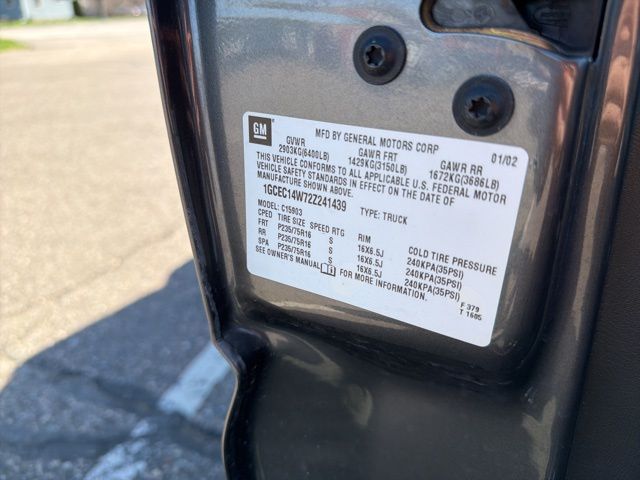 GM
MFD BY GENERAL MOTORS CORP 01/02
GVWR GAWR FRT GAWR RR
2903KG(6400LB) 1429KG(3150LB) 1672KG(3686LB)
THIS VEHICLE CONFORMS TO ALL APPLICABLE U.S. FEDERAL MOTOR
VEHICLE SAFETY STANDARDS IN EFFECT ON THE DATE OF
MANUFACTURE SHOWN ABOVE.
1GCEC14W72Z241439 TYPE: TRUCK
MODEL: C15903
CPED TIRE SIZE SPEED RTG RIM COLD TIRE PRESSURE
FRT P235/75R16 S 16X6.5J 240KPA(35PSI)
RR P235/75R16 S 16X6.5J 240KPA(35PSI)
SPA P235/75R16 S 16X6.5J 240KPA(35PSI)
SEE OWNER'S MANUAL FOR MORE INFORMATION.
F 379
T 1605